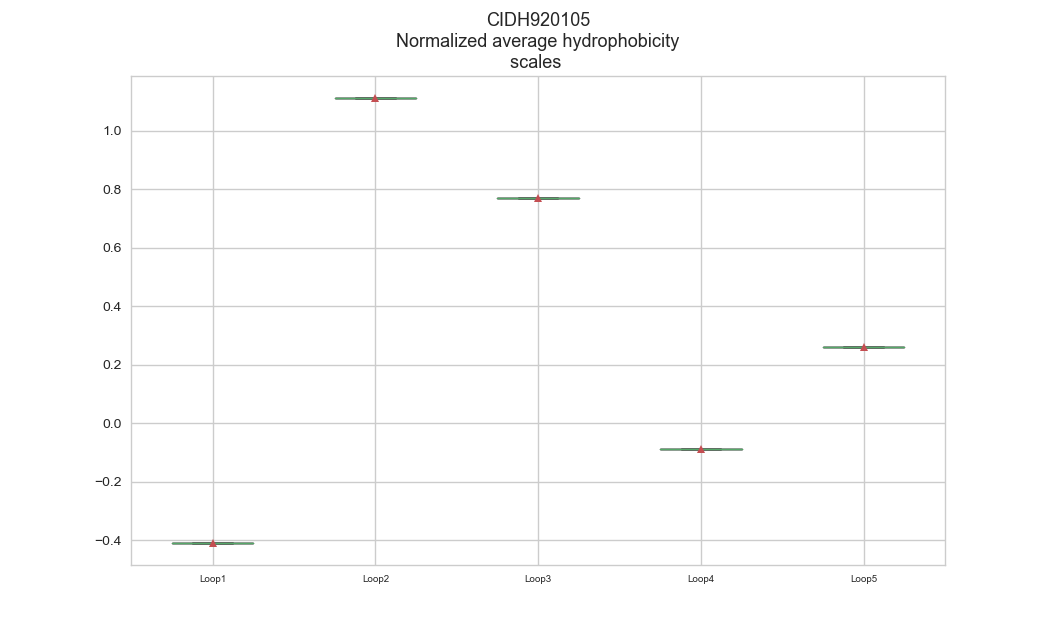 CIDH920105
Normalized average hydrophobicity
scales
1.0
0.8
0.6
0.4
0.2
0.0
−0.2
−0.4
Loop1 Loop2 Loop3 Loop4 Loop5